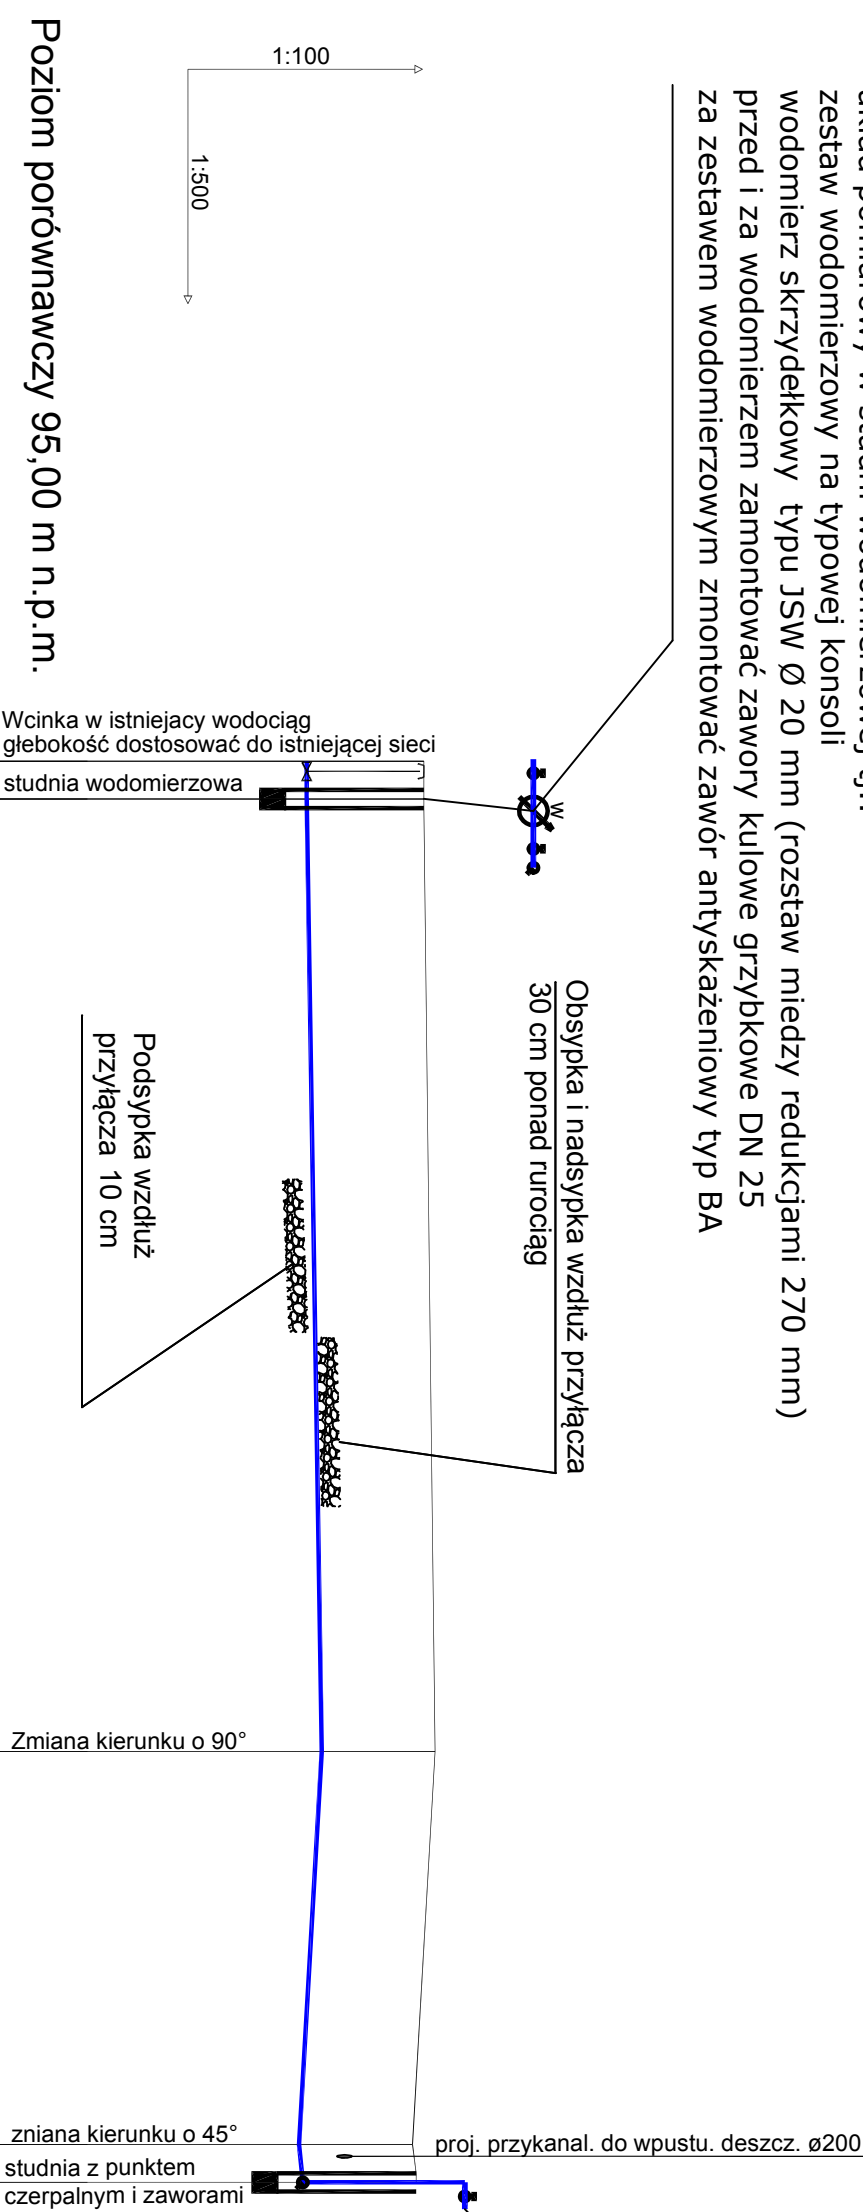 zestaw wodomierzowy na typowej konsoli
wodomierz skrzydełkowy typu JSW Ø 20 mm (rozstaw miedzy redukcjami 270 mm)
przed i za wodomierzem zamontować zawory kulowe grzybkowe DN 25
za zestawem wodomierzowym zmontować zawór antyskażeniowy typ BA
1:100
1:500
Poziom porównawczy 95,00 m n.p.m.
W
Obsypka i nadsypka wzdłuż przyłącza
30 cm ponad rurociąg
Podsypka wzdłuż
przyłącza 10 cm
Wcinka w istniejacy wodociąg
głebokość dostosować do istniejącej sieci
studnia wodomierzowa
Zmiana kierunku o 90°
zniana kierunku o 45°
proj. przykanal. do wpustu. deszcz. ø200
studnia z punktem
czerpalnym i zaworami